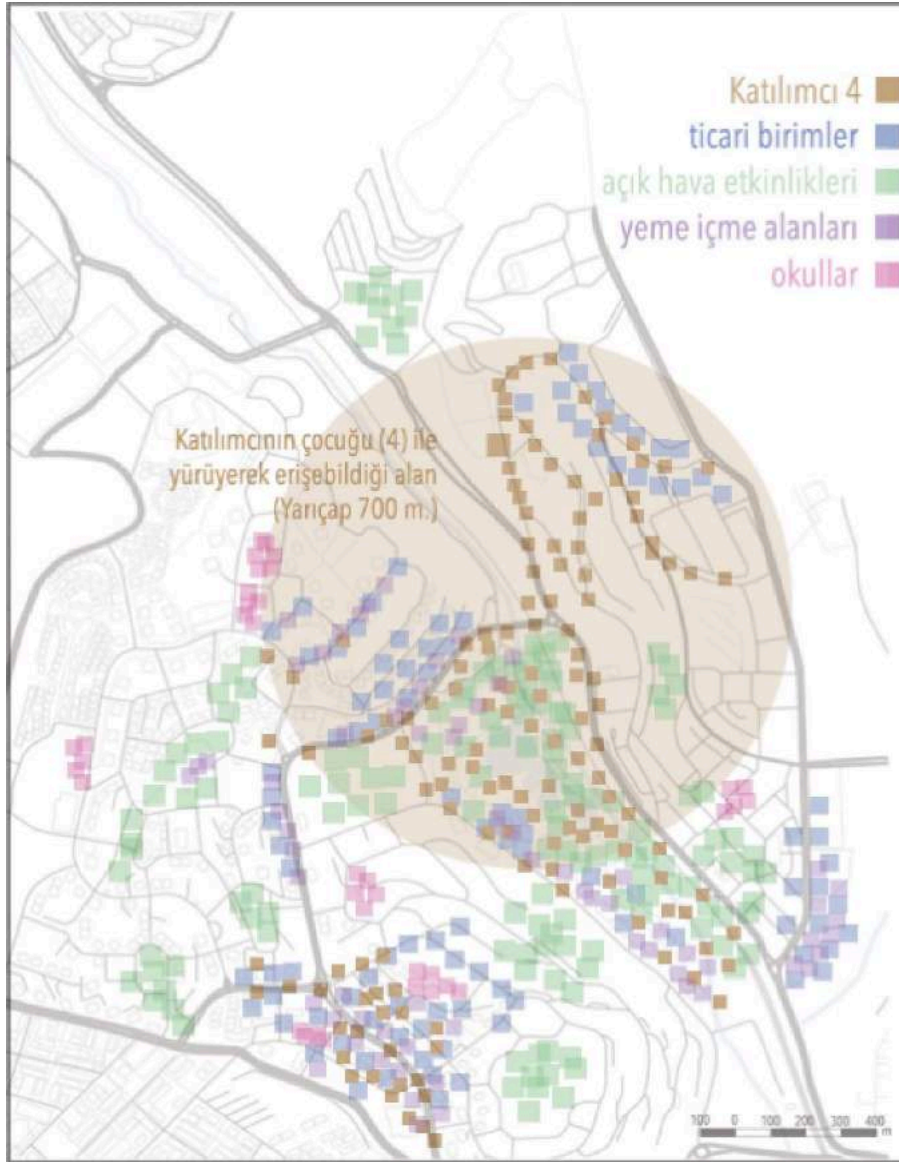 Katılımcı 4
ticari birimler
açık hava etkinlikleri
yeme içme alanları
okullar
Katılımcının çocuğu (4) ile
yürüyerek erişebildiği alan
(Yarıçap 700 m.)
100 0 100 200 300 400
m